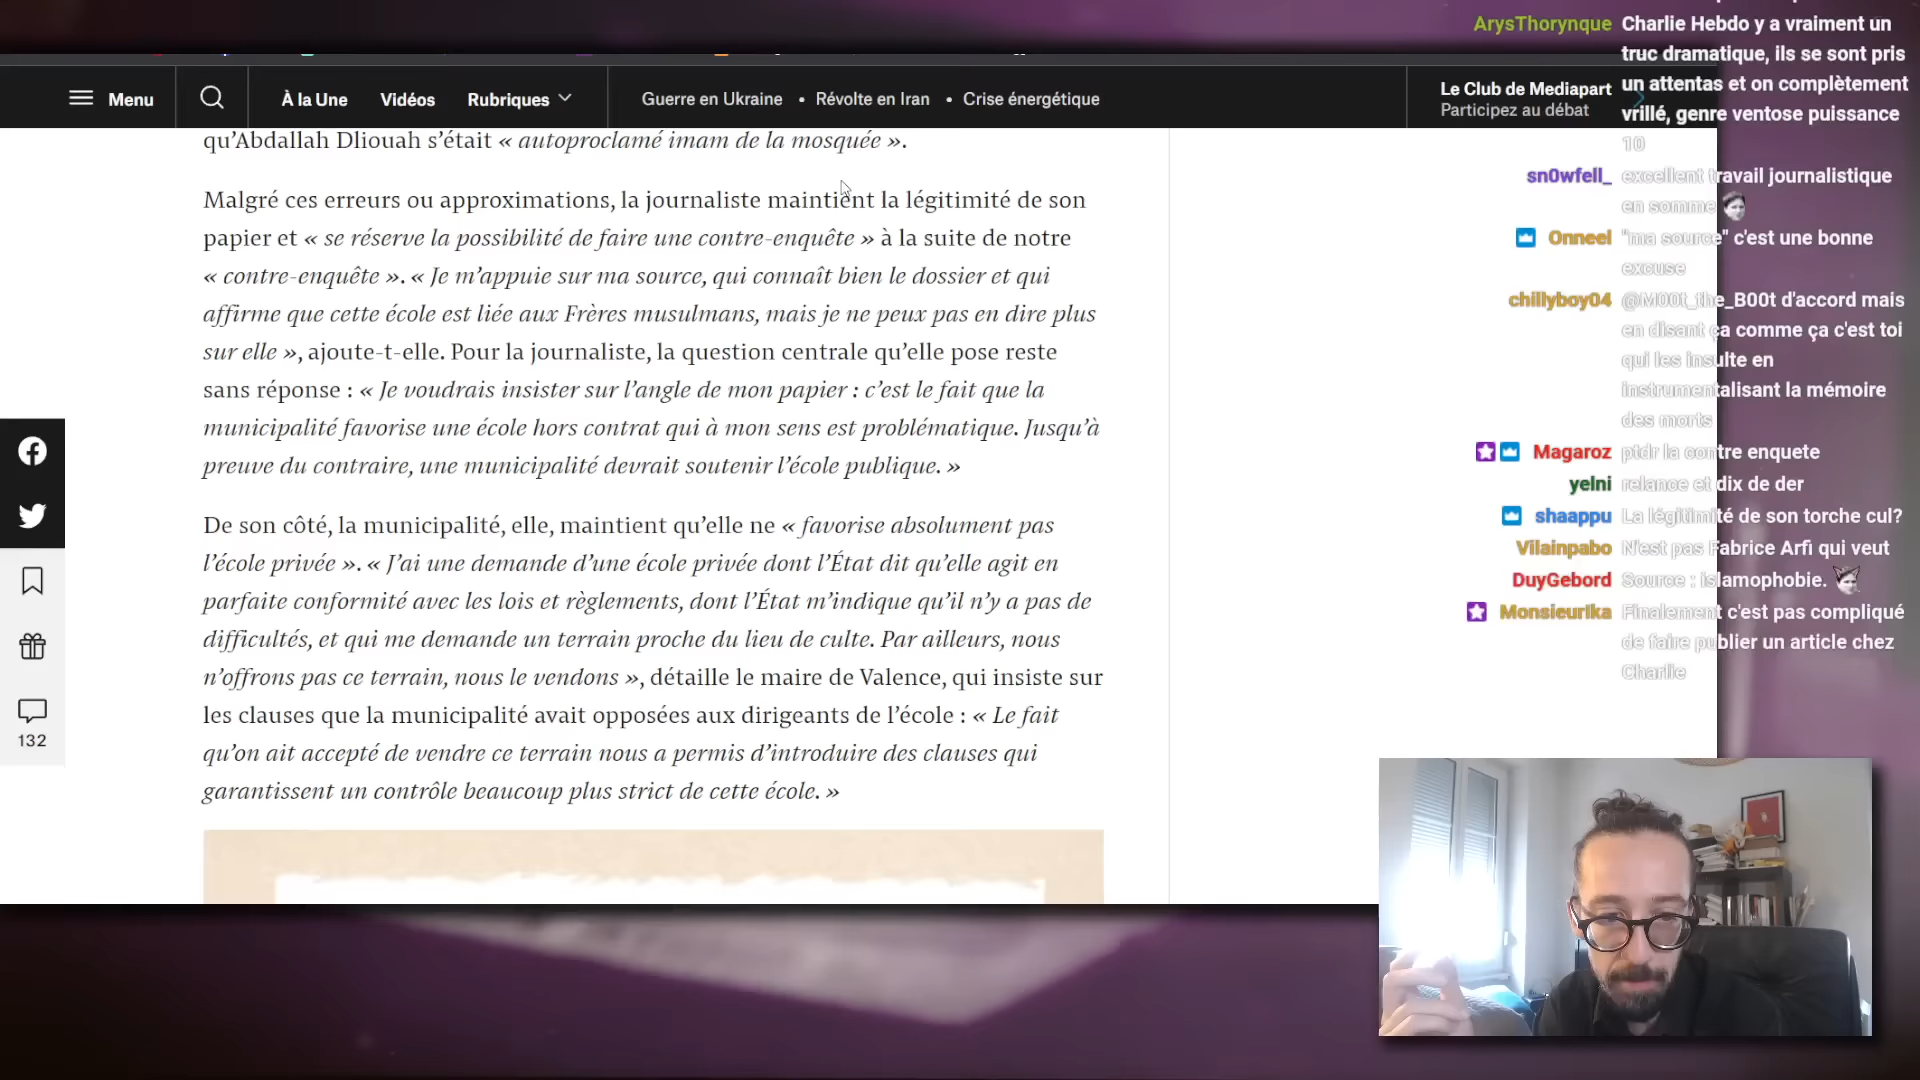 Menu
À la Une
Vidéos
Rubriques
Guerre en Ukraine • Révolte en Iran • Crise énergétique
Le Club de Mediapart
Participez au débat
qu’Abdallah Dliouah s’était « autoproclamé imam de la mosquée ».
Malgré ces erreurs ou approximations, la journaliste maintient la légitimité de son
papier et « se réserve la possibilité de faire une contre-enquête » à la suite de notre
« contre-enquête ». « Je m’appuie sur ma source, qui connaît bien le dossier et qui
affirme que cette école est liée aux Frères musulmans, mais je ne peux pas en dire plus
sur elle », ajoute-t-elle. Pour la journaliste, la question centrale qu’elle pose reste
sans réponse : « Je voudrais insister sur l’angle de mon papier : c’est le fait que la
municipalité favorise une école hors contrat qui à mon sens est problématique. Jusqu’à
preuve du contraire, une municipalité devrait soutenir l’école publique. »
De son côté, la municipalité, elle, maintient qu’elle ne « favorise absolument pas
l’école privée ». « J’ai une demande d’une école privée dont l’État dit qu’elle agit en
parfaite conformité avec les lois et règlements, dont l’État m’indique qu’il n’y a pas de
difficultés, et qui me demande un terrain proche du lieu de culte. Par ailleurs, nous
n’offrons pas ce terrain, nous le vendons », détaille le maire de Valence, qui insiste sur
les clauses que la municipalité avait opposées aux dirigeants de l’école : « Le fait
qu’on ait accepté de vendre ce terrain nous a permis d’introduire des clauses qui
garantissent un contrôle beaucoup plus strict de cette école. »
132
ArysThorynque Charlie Hebdo y a vraiment un
truc dramatique, ils se sont pris
un attentas et on complètement
vrillé, genre ventose puissance
10
sn0wfell_ excellent travail journalistique
en somme
Onneel "ma source" c'est une bonne
excuse
chillyboy04 @M00t_the_B00t d'accord mais
en disant ça comme ça c'est toi
qui les insulte en
instrumentalisant la mémoire
des morts
Magaroz ptdr la contre enquete
yelni relance et dix de der
shaappu La légitimité de son torche cul?
Vilainpabo N'est pas Fabrice Arfi qui veut
DuyGebord Source : islamophobie.
MonsieurIka Finalement c'est pas compliqué
de faire publier un article chez
Charlie